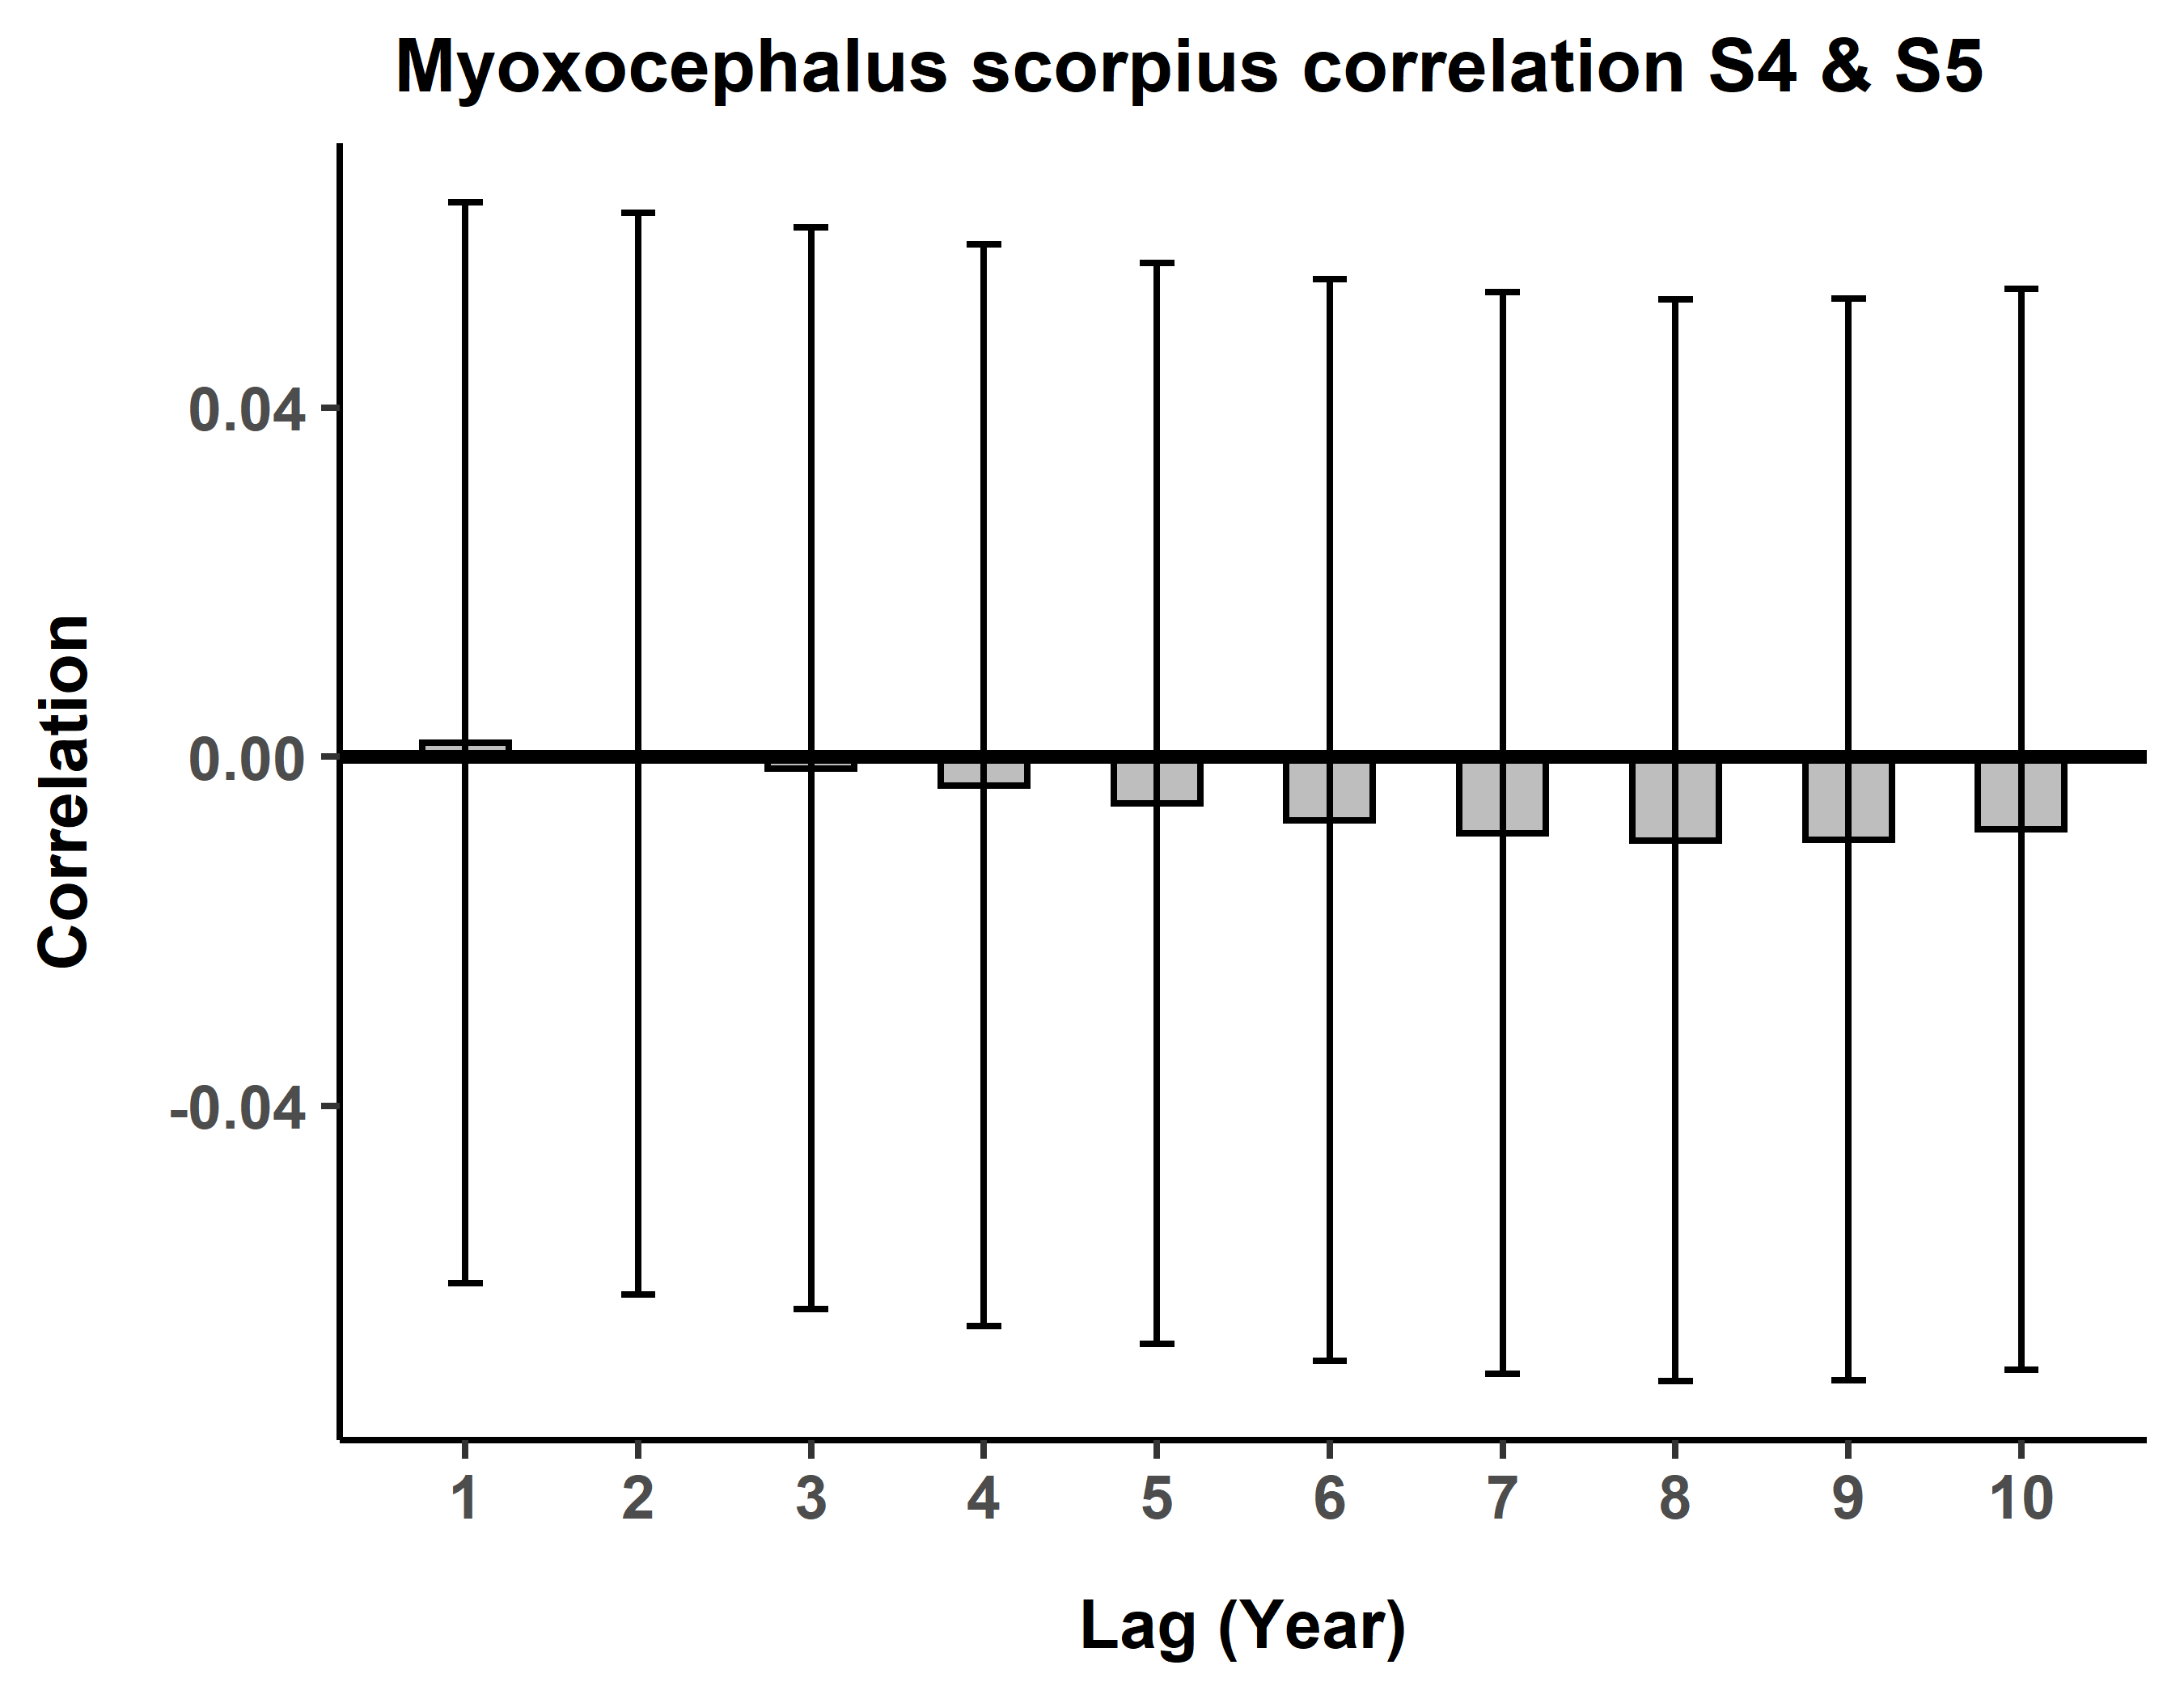 Myoxocephalus scorpius correlation S4 & S5
Correlation
0.04
0.00
-0.04
1 2 3 4 5 6 7 8 9 10
Lag (Year)